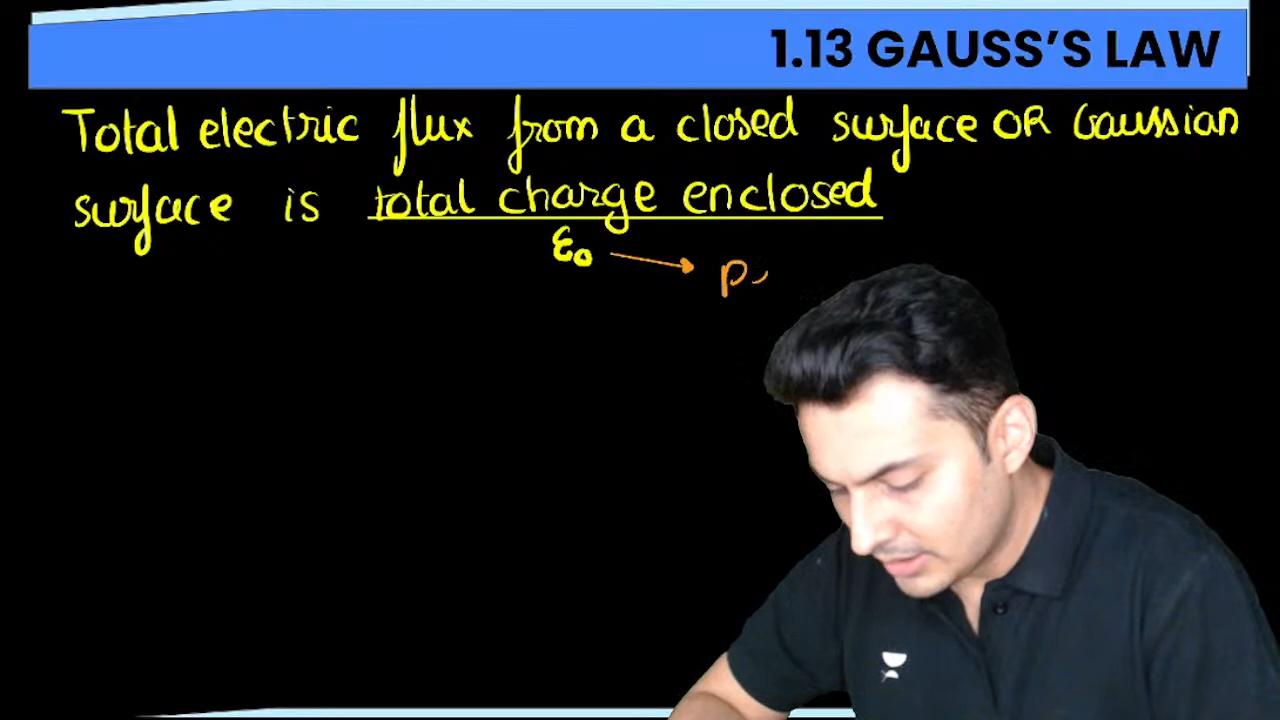 1.13 GAUSS’S LAW
Total electric flux from a closed surface OR Gaussian
surface is total charge enclosed
ε₀